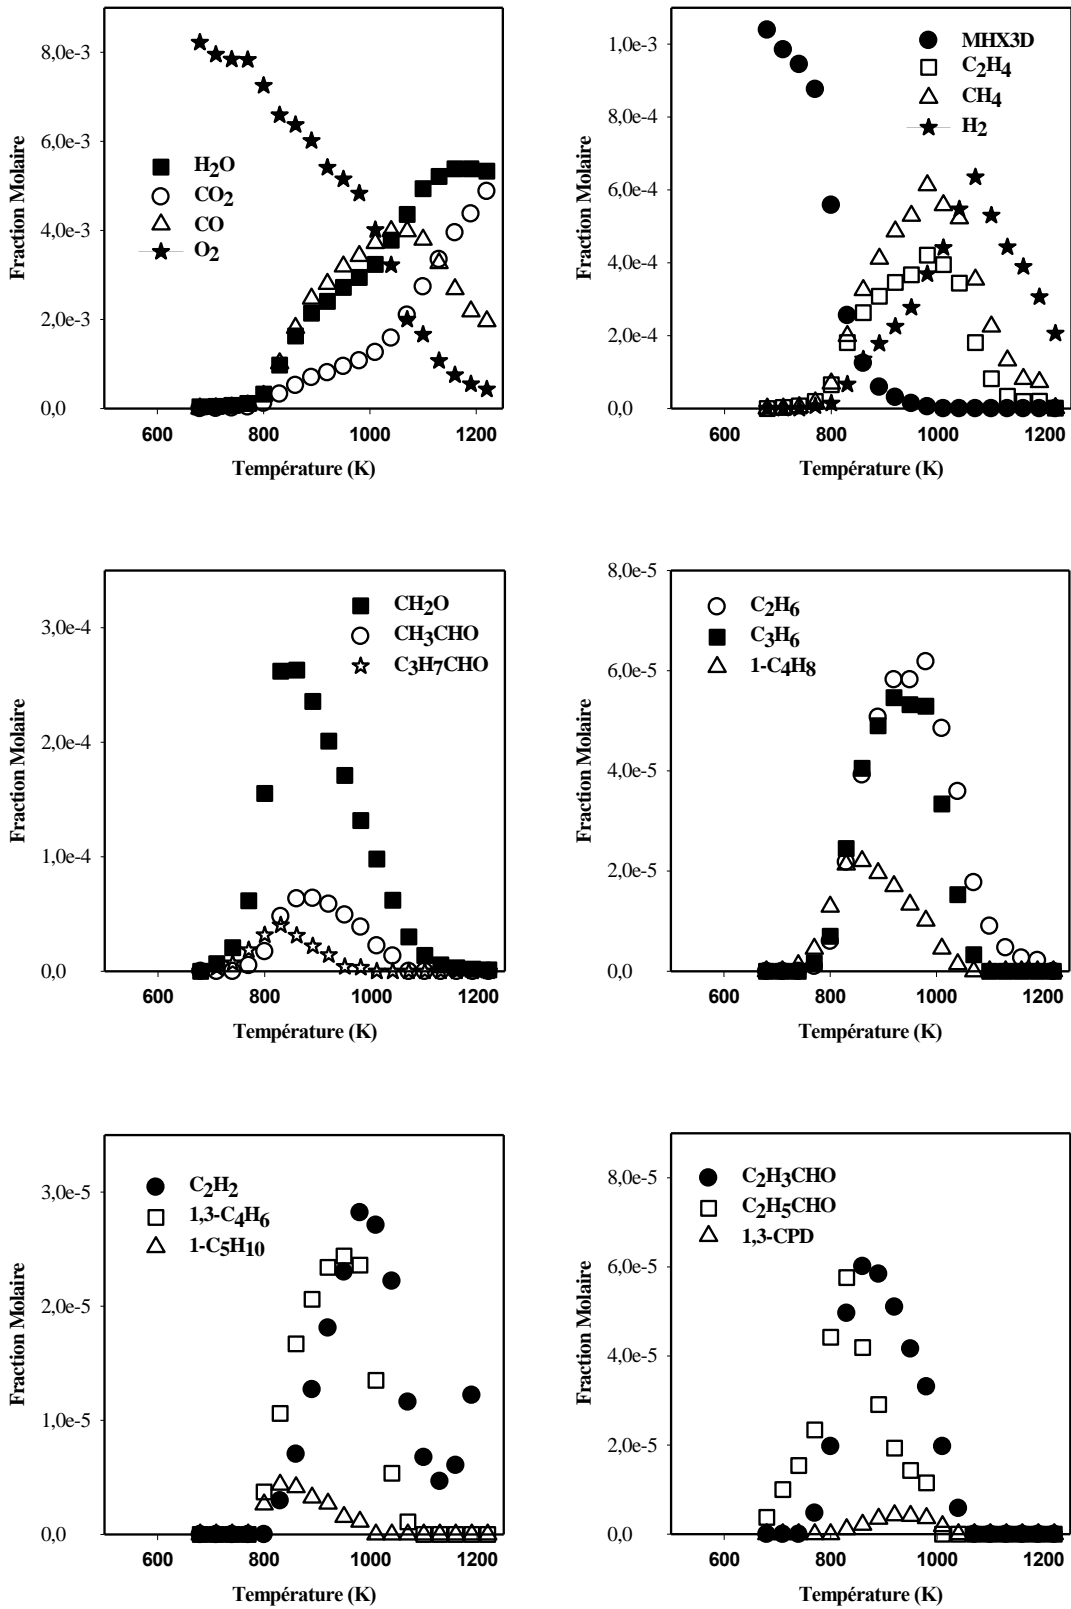 Fraction Molaire
8,0e-3
6,0e-3
4,0e-3
2,0e-3
0,0
H2O
CO2
CO
O2
600 800 1000 1200
Température (K)
Fraction Molaire
1,0e-3
8,0e-4
6,0e-4
4,0e-4
2,0e-4
0,0
MHX3D
C2H4
CH4
H2
600 800 1000 1200
Température (K)
Fraction Molaire
3,0e-4
2,0e-4
1,0e-4
0,0
CH2O
CH3CHO
C3H7CHO
600 800 1000 1200
Température (K)
Fraction Molaire
8,0e-5
6,0e-5
4,0e-5
2,0e-5
0,0
C2H6
C3H6
1-C4H8
600 800 1000 1200
Température (K)
Fraction Molaire
3,0e-5
2,0e-5
1,0e-5
0,0
C2H2
1,3-C4H6
1-C5H10
600 800 1000 1200
Température (K)
Fraction Molaire
8,0e-5
6,0e-5
4,0e-5
2,0e-5
0,0
C2H3CHO
C2H5CHO
1,3-CPD
600 800 1000 1200
Température (K)